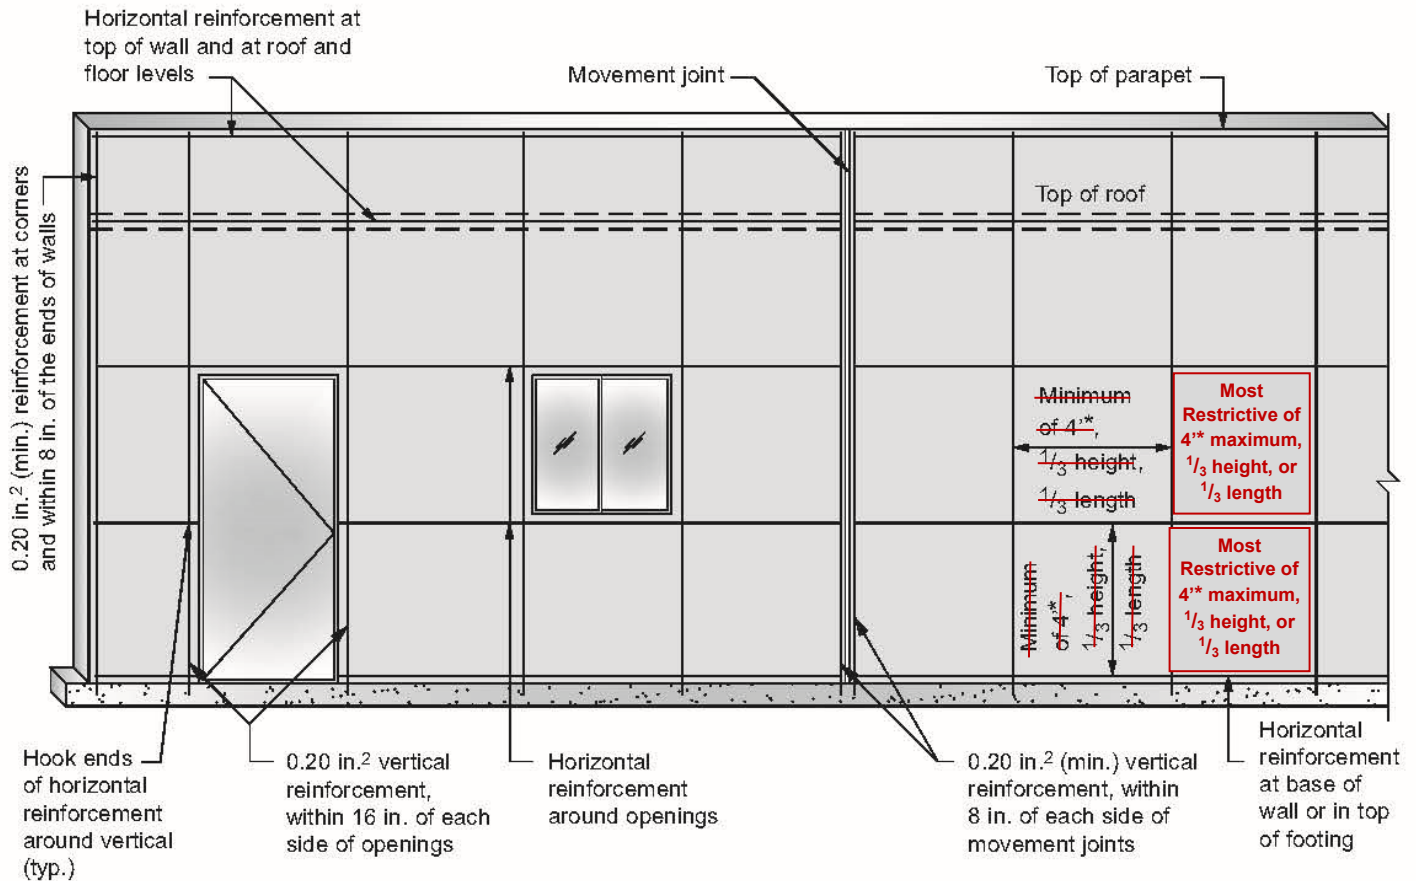 Horizontal reinforcement at
top of wall and at roof and
floor levels
Movement joint
Top of parapet
0.20 in.² (min.) reinforcement at corners
and within 8 in. of the ends of walls
Top of roof
Minimum
of 4'*,
1/3 height,
1/3 length
Most
Restrictive of
4'* maximum,
1/3 height, or
1/3 length
Minimum
of 4'*,
1/3 height,
1/3 length
Most
Restrictive of
4'* maximum,
1/3 height, or
1/3 length
Hook ends
of horizontal
reinforcement
around vertical
(typ.)
0.20 in.² vertical
reinforcement,
within 16 in. of each
side of openings
Horizontal
reinforcement
around openings
0.20 in.² (min.) vertical
reinforcement, within
8 in. of each side of
movement joints
Horizontal
reinforcement
at base of
wall or in top
of footing